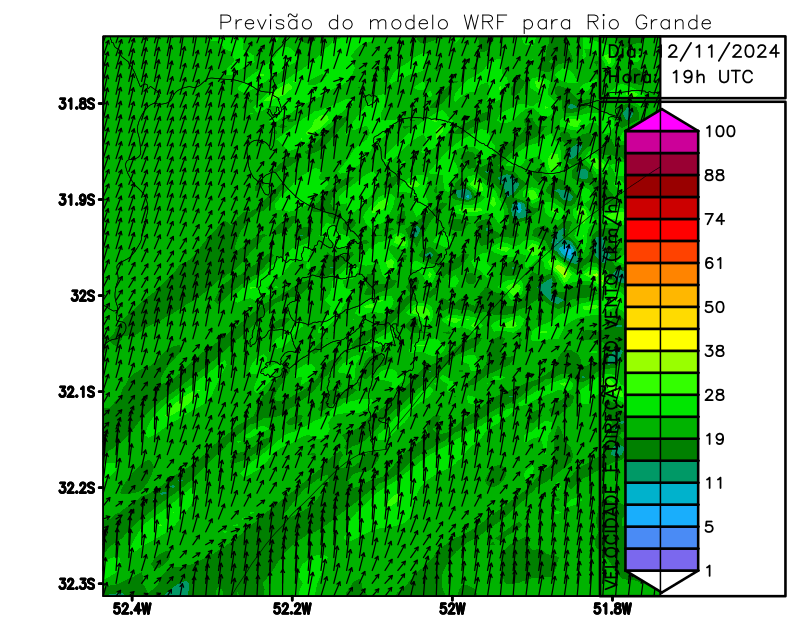 Previsão do modelo WRF para Rio Grande
Dia: 12/11/2024
Hora: 19h UTC
VELOCIDADE E DIREÇÃO DO VENTO (km/h)
100
88
74
61
50
38
28
19
11
5
1
31.8S
31.9S
32S
32.1S
32.2S
32.3S
52.4W
52.2W
52W
51.8W